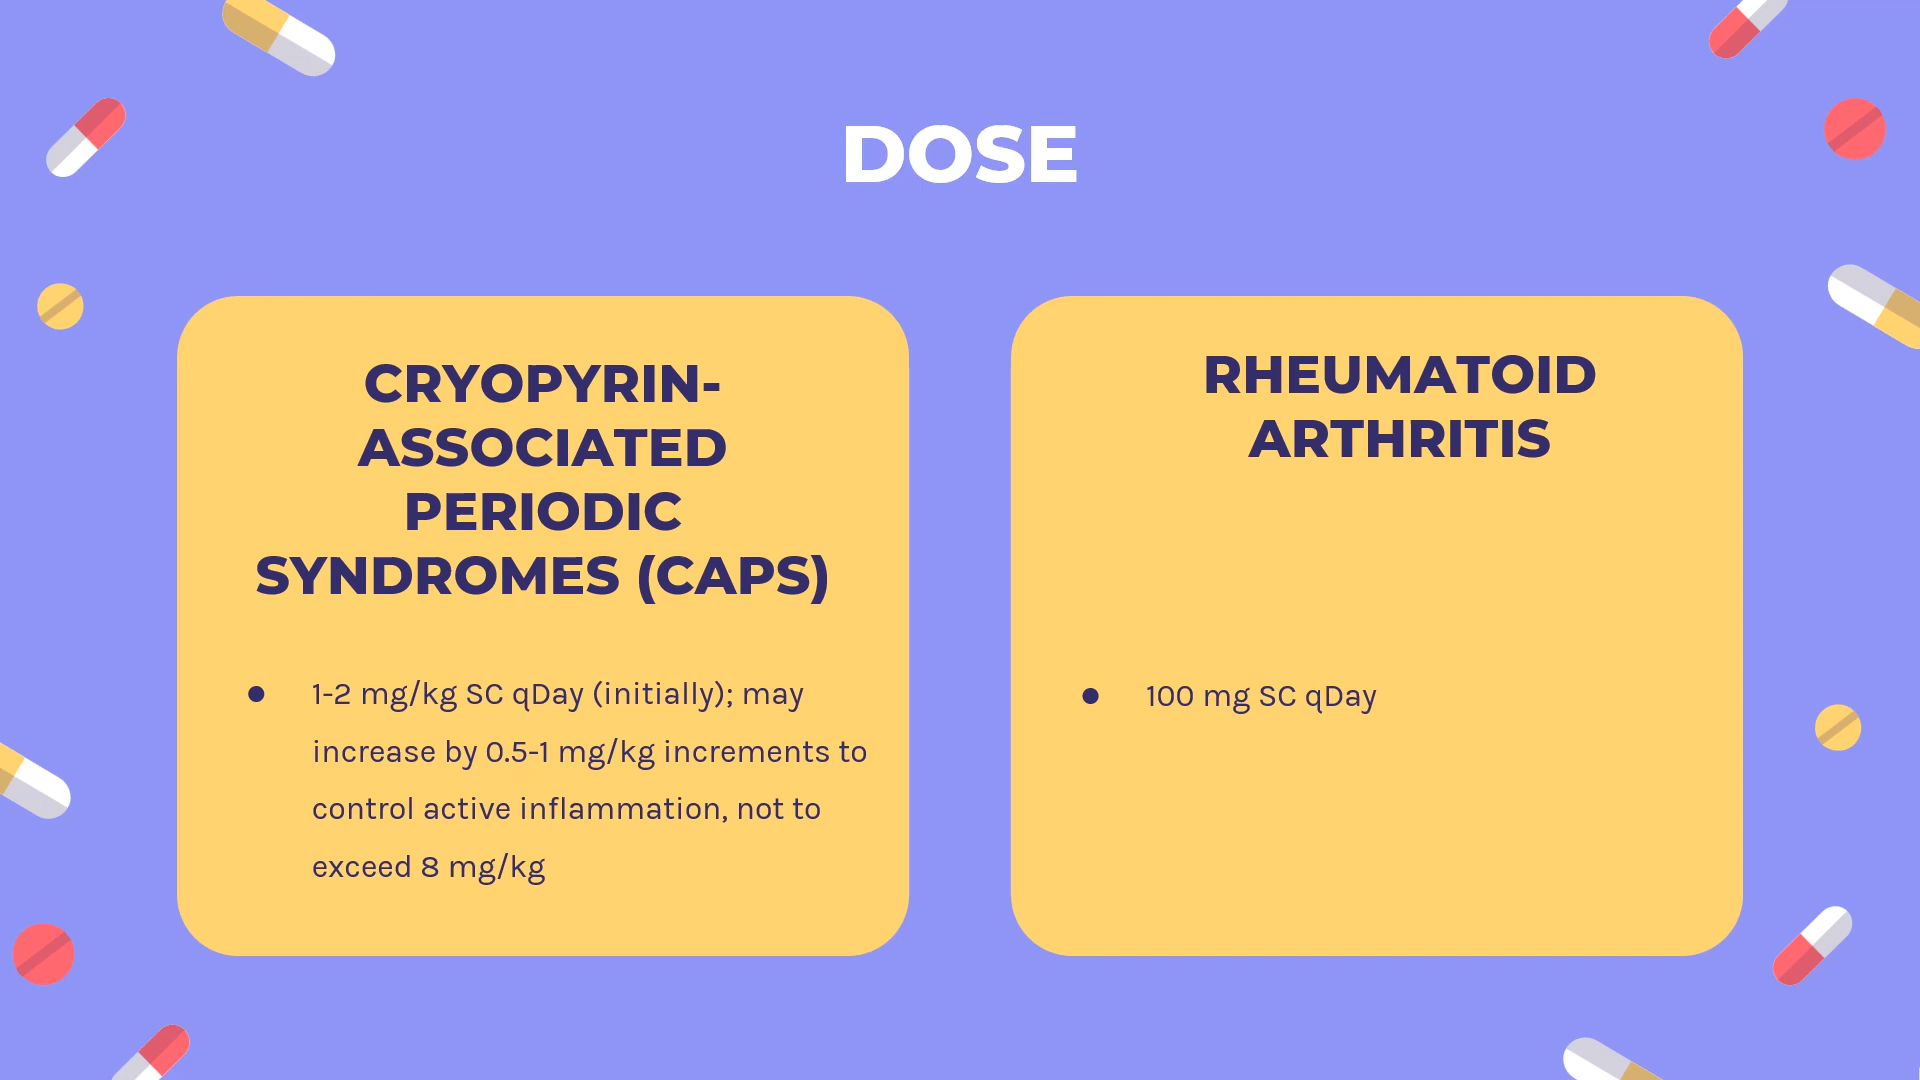 DOSE
CRYOPYRIN-
ASSOCIATED
PERIODIC
SYNDROMES (CAPS)
● 1-2 mg/kg SC qDay (initially); may
increase by 0.5-1 mg/kg increments to
control active inflammation, not to
exceed 8 mg/kg
RHEUMATOID
ARTHRITIS
● 100 mg SC qDay